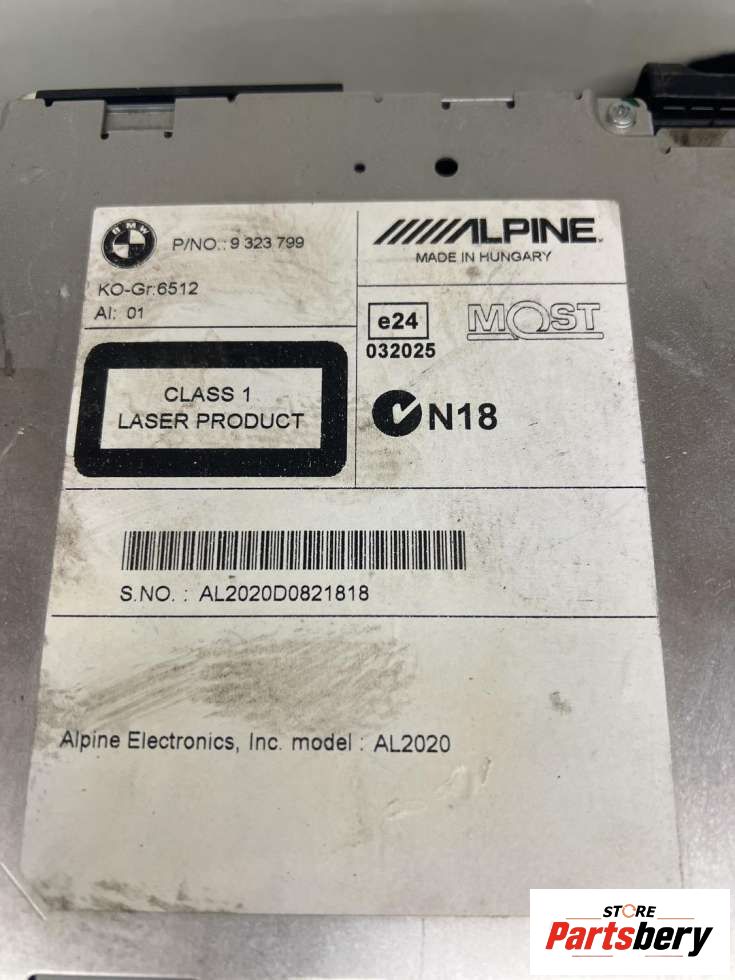 BMW
P/NO.: 9 323 799
KO-Gr:6512
AI: 01
ALPINE
MADE IN HUNGARY
e24
032025
MOST
N18
CLASS 1
LASER PRODUCT
S.NO. : AL2020D0821818
Alpine Electronics, Inc. model : AL2020
STORE
Partsbery